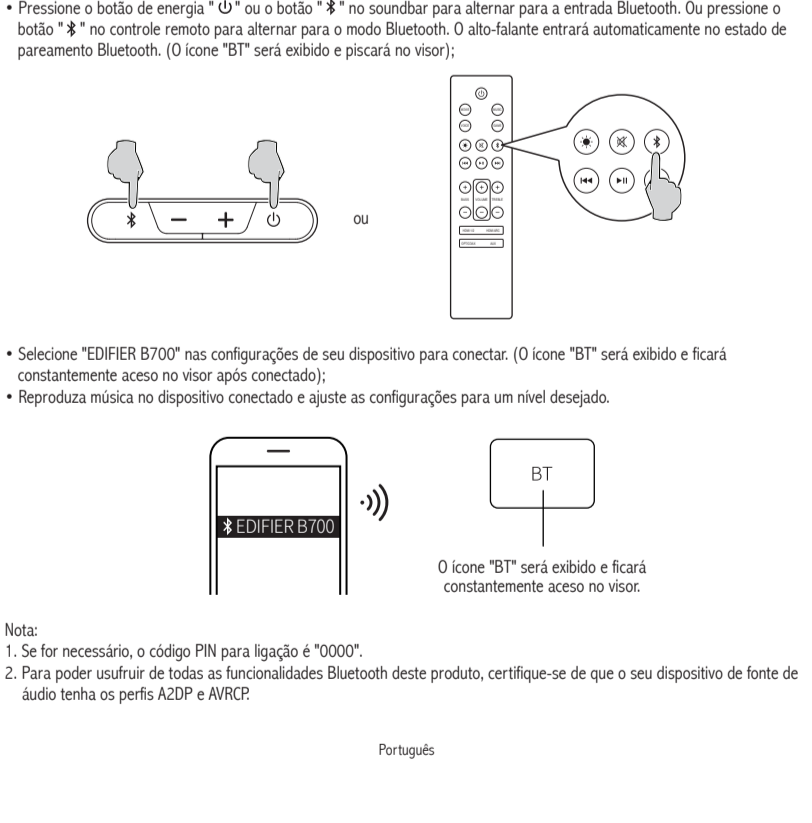 • Pressione o botão de energia " ⏻ " ou o botão " " no soundbar para alternar para a entrada Bluetooth. Ou pressione o
botão " " no controle remoto para alternar para o modo Bluetooth. O alto-falante entrará automaticamente no estado de
pareamento Bluetooth. (O ícone "BT" será exibido e piscará no visor);
ou
BASS VOLUME TREBLE
OPTICAL AUX
• Selecione "EDIFIER B700" nas configurações de seu dispositivo para conectar. (O ícone "BT" será exibido e ficará
constantemente aceso no visor após conectado);
• Reproduza música no dispositivo conectado e ajuste as configurações para um nível desejado.
EDIFIER B700
BT
O ícone "BT" será exibido e ficará
constantemente aceso no visor.
Nota:
1. Se for necessário, o código PIN para ligação é "0000".
2. Para poder usufruir de todas as funcionalidades Bluetooth deste produto, certifique-se de que o seu dispositivo de fonte de
áudio tenha os perfis A2DP e AVRCP.
Português